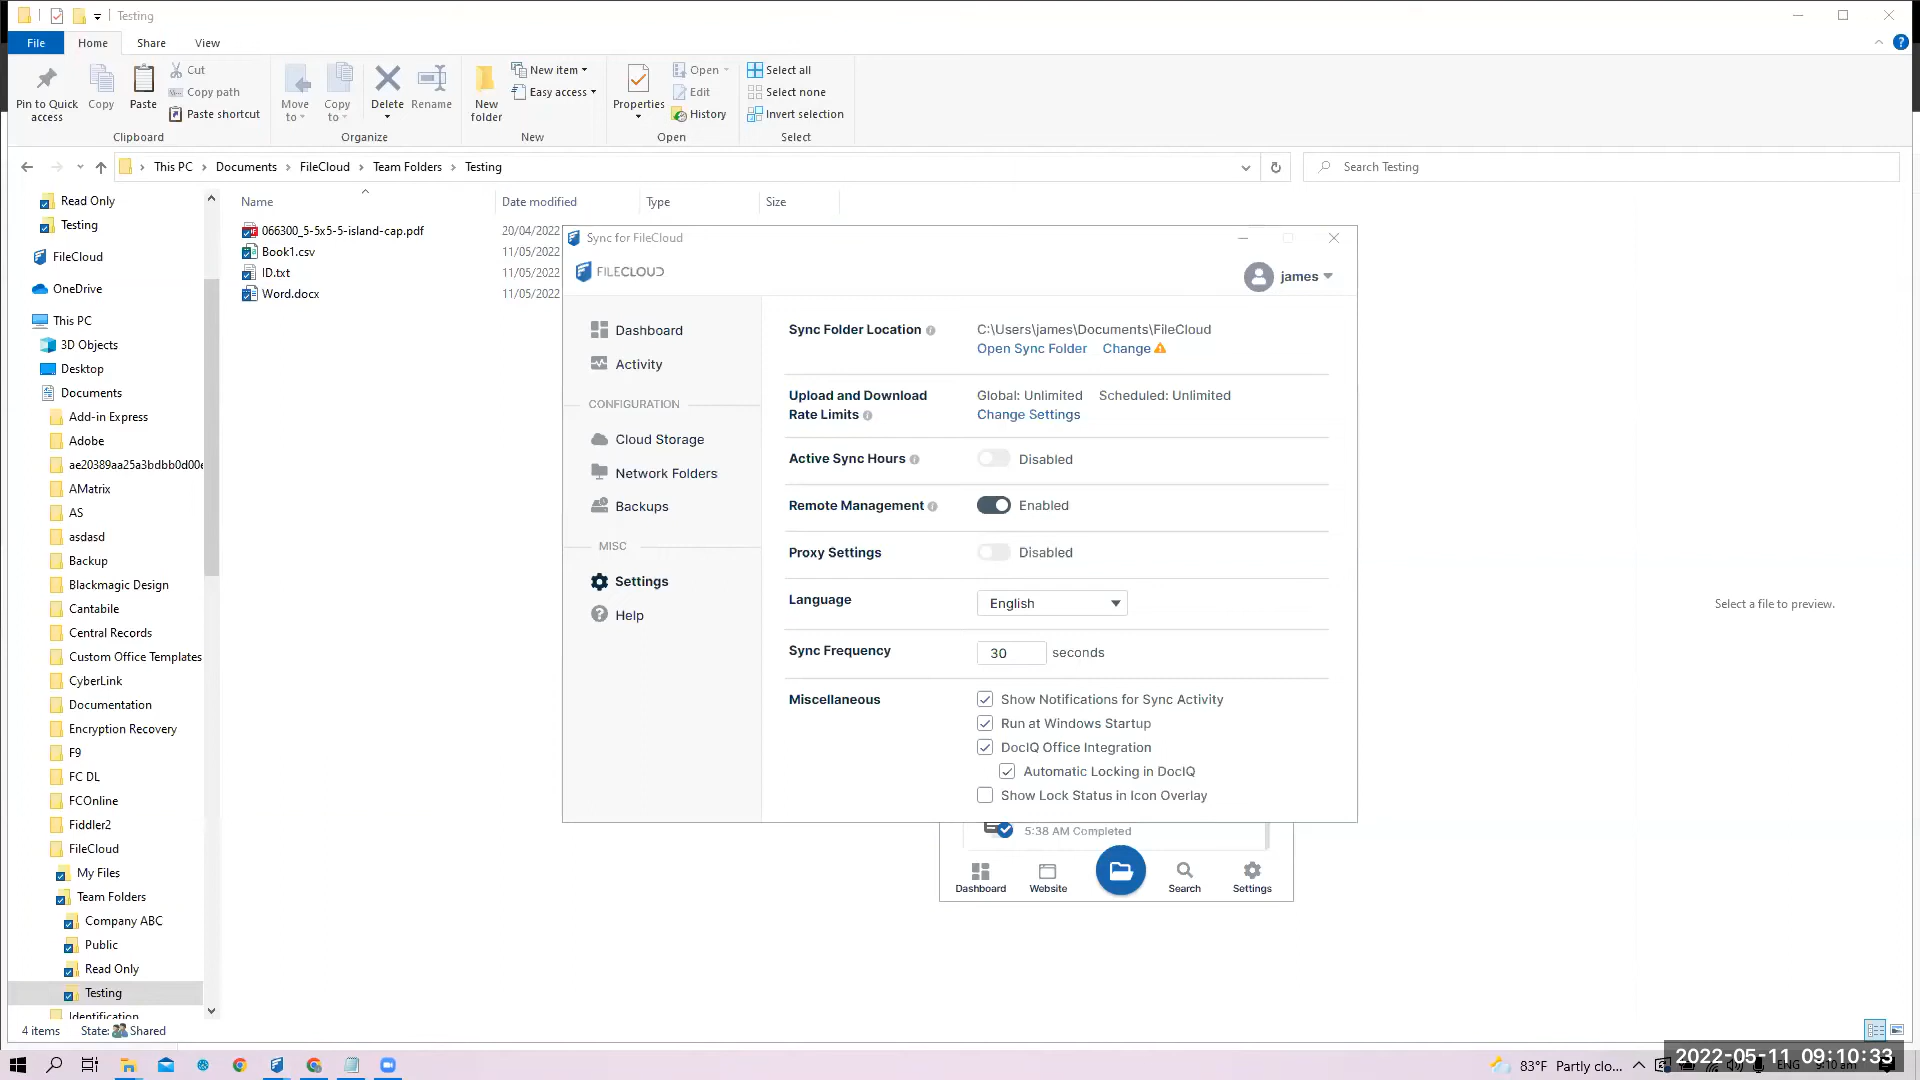 Testing
File Home Share View
Pin to Quick access
Copy
Paste
Cut
Copy path
Paste shortcut
Clipboard
Move to
Copy to
Delete
Rename
Organize
New folder
New item
Easy access
New
Properties
Open
Edit
History
Open
Select all
Select none
Invert selection
Select
This PC > Documents > FileCloud > Team Folders > Testing
Search Testing
Read Only
Testing
FileCloud
OneDrive
This PC
3D Objects
Desktop
Documents
Add-in Express
Adobe
ae20389aa25a3bdbb0d00e
AMatrix
AS
asdasd
Backup
Blackmagic Design
Cantabile
Central Records
Custom Office Templates
CyberLink
Documentation
Encryption Recovery
F9
FC DL
FCOnline
Fiddler2
FileCloud
My Files
Team Folders
Company ABC
Public
Read Only
Testing
Identification
Name Date modified Type Size
066300_5-5x5-5-island-cap.pdf 20/04/2022
Book1.csv 11/05/2022
ID.txt 11/05/2022
Word.docx 11/05/2022
Sync for FileCloud
FILECLOUD
james
Dashboard
Activity
CONFIGURATION
Cloud Storage
Network Folders
Backups
MISC
Settings
Help
Sync Folder Location C:\Users\james\Documents\FileCloud
Open Sync Folder Change
Upload and Download Rate Limits
Global: Unlimited Scheduled: Unlimited
Change Settings
Active Sync Hours Disabled
Remote Management Enabled
Proxy Settings Disabled
Language English
Sync Frequency 30 seconds
Miscellaneous
Show Notifications for Sync Activity
Run at Windows Startup
DocIQ Office Integration
Automatic Locking in DocIQ
Show Lock Status in Icon Overlay
5:38 AM Completed
Dashboard Website Search Settings
Select a file to preview.
4 items State: Shared
83°F Partly clo...
2022-05-11 09:10:33
ENG